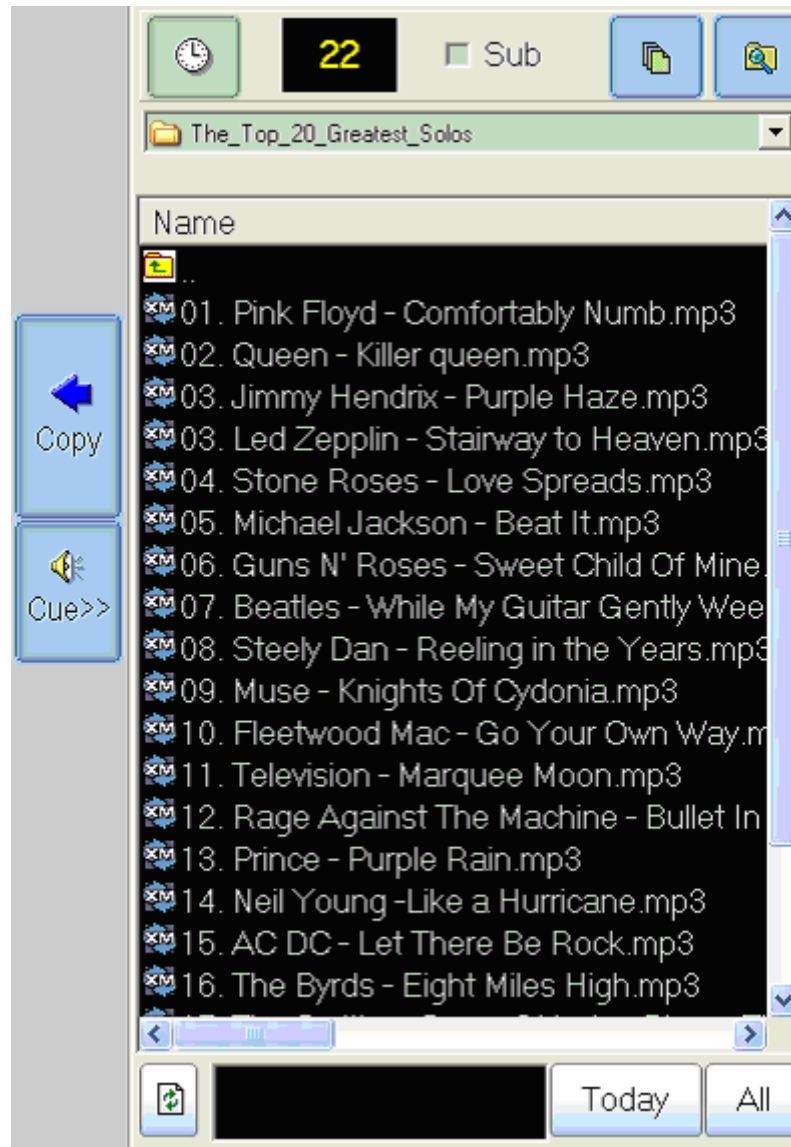 22
Sub
The_Top_20_Greatest_Solos
Name
..
01. Pink Floyd - Comfortably Numb.mp3
02. Queen - Killer queen.mp3
03. Jimmy Hendrix - Purple Haze.mp3
03. Led Zepplin - Stairway to Heaven.mp3
04. Stone Roses - Love Spreads.mp3
05. Michael Jackson - Beat It.mp3
06. Guns N' Roses - Sweet Child Of Mine.
07. Beatles - While My Guitar Gently Wee
08. Steely Dan - Reeling in the Years.mp3
09. Muse - Knights Of Cydonia.mp3
10. Fleetwood Mac - Go Your Own Way.m
11. Television - Marquee Moon.mp3
12. Rage Against The Machine - Bullet In
13. Prince - Purple Rain.mp3
14. Neil Young -Like a Hurricane.mp3
15. AC DC - Let There Be Rock.mp3
16. The Byrds - Eight Miles High.mp3
Copy
Cue>>
Today
All